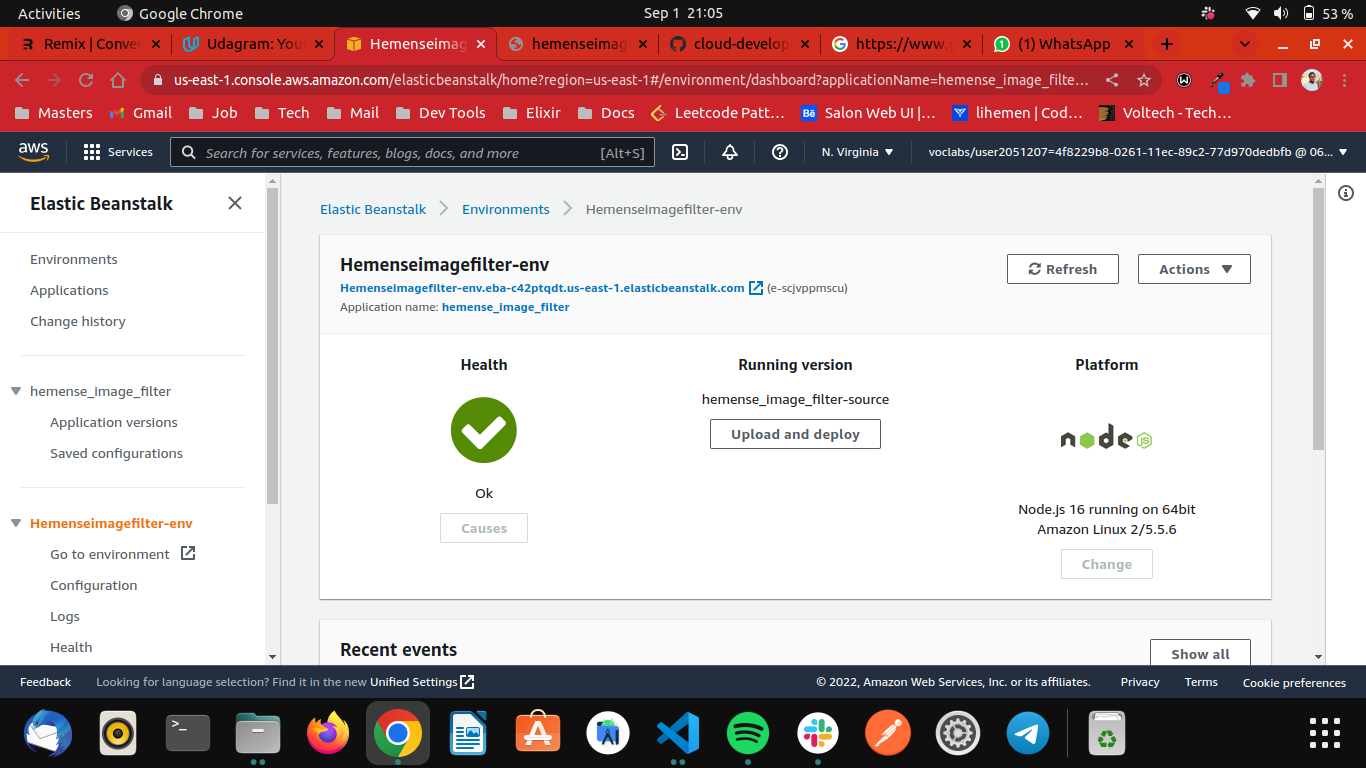 Activities
Google Chrome
Sep 1 21:05
53 %
Remix | Conver
Udagram: You
Hemenseimag
hemenseimag
cloud-develop
https://www.
(1) WhatsApp
us-east-1.console.aws.amazon.com/elasticbeanstalk/home?region=us-east-1#/environment/dashboard?applicationName=hemense_image_filte...
Masters
Gmail
Job
Tech
Mail
Dev Tools
Elixir
Docs
Leetcode Patt...
Bē Salon Web UI |...
lihemen | Cod...
Voltech - Tech...
aws
Services
Search for services, features, blogs, docs, and more
[Alt+S]
N. Virginia
voclabs/user2051207=4f8229b8-0261-11ec-89c2-77d970dedbfb @ 06...
Elastic Beanstalk
Environments
Applications
Change history
hemense_image_filter
Application versions
Saved configurations
Hemenseimagefilter-env
Go to environment
Configuration
Logs
Health
Elastic Beanstalk
Environments
Hemenseimagefilter-env
Hemenseimagefilter-env
Hemenseimagefilter-env.eba-c42ptqdt.us-east-1.elasticbeanstalk.com (e-scjvppmscu)
Application name: hemense_image_filter
Refresh
Actions
Health
Ok
Causes
Running version
hemense_image_filter-source
Upload and deploy
Platform
node JS
Node.js 16 running on 64bit
Amazon Linux 2/5.5.6
Change
Recent events
Show all
Feedback
Looking for language selection? Find it in the new Unified Settings
© 2022, Amazon Web Services, Inc. or its affiliates.
Privacy
Terms
Cookie preferences